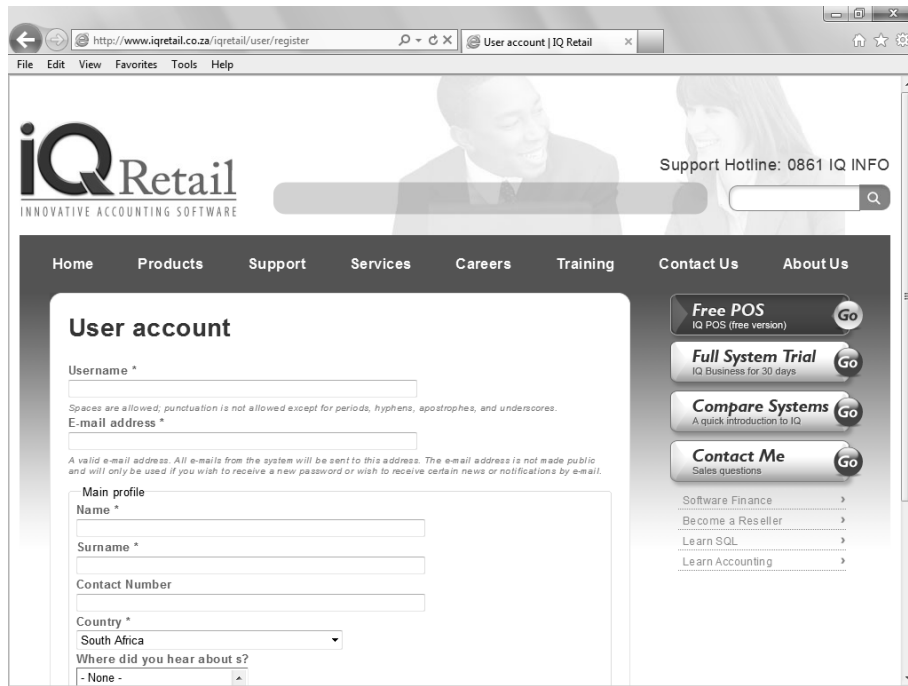 http://www.iqretail.co.za/iqretail/user/register
User account | IQ Retail
File Edit View Favorites Tools Help
iQ Retail
INNOVATIVE ACCOUNTING SOFTWARE
Support Hotline: 0861 IQ INFO
Home Products Support Services Careers Training Contact Us About Us
User account
Username *
Spaces are allowed; punctuation is not allowed except for periods, hyphens, apostrophes, and underscores.
E-mail address *
A valid e-mail address. All e-mails from the system will be sent to this address. The e-mail address is not made public
and will only be used if you wish to receive a new password or wish to receive certain news or notifications by e-mail.
Main profile
Name *
Surname *
Contact Number
Country *
South Africa
Where did you hear about s?
- None -
Free POS
IQ POS (free version)
Go
Full System Trial
IQ Business for 30 days
Go
Compare Systems
A quick introduction to IQ
Go
Contact Me
Sales questions
Go
Software Finance
Become a Reseller
Learn SQL
Learn Accounting